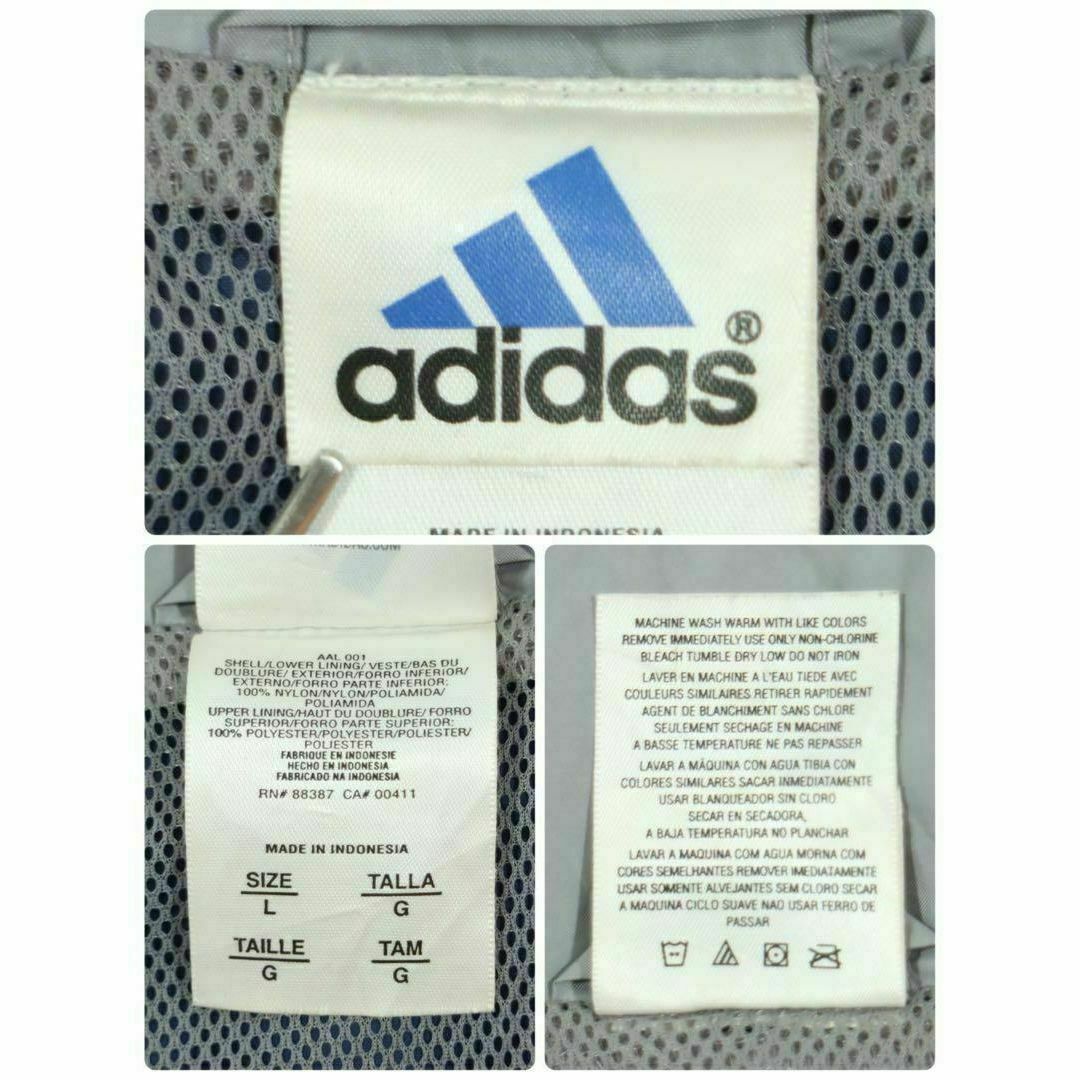 adidas®
MADE IN INDONESIA
AAL 001
SHELL/LOWER LINING/ VESTE/BAS DU
DOUBLURE/ EXTERIOR/FORRO INFERIOR/
EXTERNO/FORRO PARTE INFERIOR:
100% NYLON/NYLON/POLIAMIDA/
POLIAMIDA
UPPER LINING/HAUT DU DOUBLURE/FORRO
SUPERIOR/FORRO PARTE SUPERIOR:
100% POLYESTER/POLYESTER/POLIESTER/
POLIESTER
FABRIQUE EN INDONESIE
HECHO EN INDONESIA
FABRICADO NA INDONESIA
RN# 88387 CA# 00411
MADE IN INDONESIA
SIZE TALLA
L G
TAILLE TAM
G G
MACHINE WASH WARM WITH LIKE COLORS
REMOVE IMMEDIATELY USE ONLY NON-CHLORINE
BLEACH TUMBLE DRY LOW DO NOT IRON
LAVER EN MACHINE A L'EAU TIEDE AVEC
COULEURS SIMILAIRES RETIRER RAPIDEMENT
AGENT DE BLANCHIMENT SANS CHLORE
SEULEMENT SECHAGE EN MACHINE
A BASSE TEMPERATURE NE PAS REPASSER
LAVAR A MÁQUINA CON AGUA TIBIA CON
COLORES SIMILARES SACAR INMEDIATAMENTE
USAR BLANQUEADOR SIN CLORO
SECAR EN SECADORA,
A BAJA TEMPERATURA NO PLANCHAR
LAVAR A MAQUINA COM AGUA MORNA COM
CORES SEMELHANTES REMOVER IMEDIATAMENTE
USAR SOMENTE ALVEJANTES SEM CLORO SECAR
A MAQUINA CICLO SUAVE NAO USAR FERRO DE
PASSAR